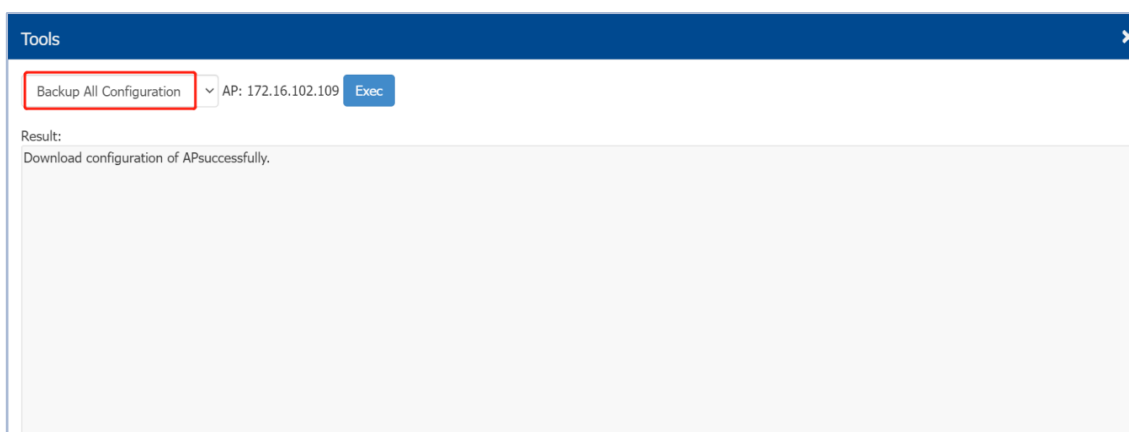 Tools
Backup All Configuration AP: 172.16.102.109 Exec
Result:
Download configuration of APsuccessfully.